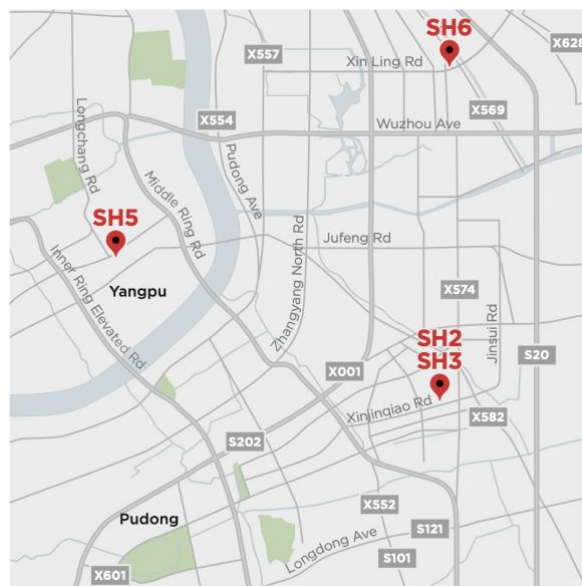 SH6
X628
X557
Xin Ling Rd
Longchang Rd
X569
X554
Wuzhou Ave
Pudong Ave
Middle Ring Rd
SH5
Zhangyang North Rd
Jufeng Rd
Inner Ring Elevated Rd
Yangpu
X574
Jinsui Rd
SH2
SH3
S20
X001
Xinjinqiao Rd
X582
S202
X552
Pudong
S121
Longdong Ave
S101
X601